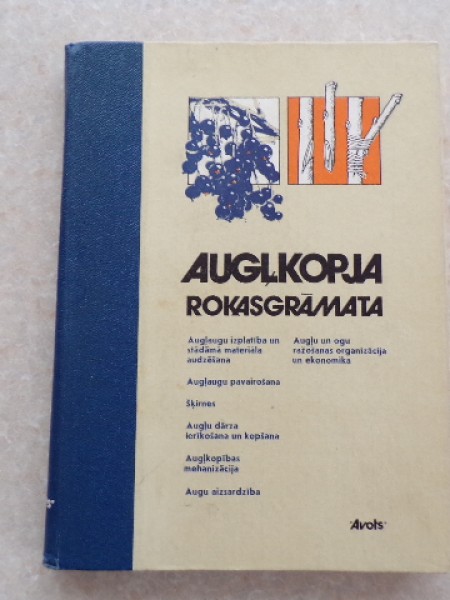 AUGĻKOPJA
ROKASGRĀMATA
Augļaugu izplatība un
stādāmā materiāla
audzēšana
Augļaugu pavairošana
Šķirnes
Augļu dārza
ierīkošana un kopšana
Augļkopības
mehanizācija
Augu aizsardzība
Augļu un ogu
ražošanas organizācija
un ekonomika
"Avots"